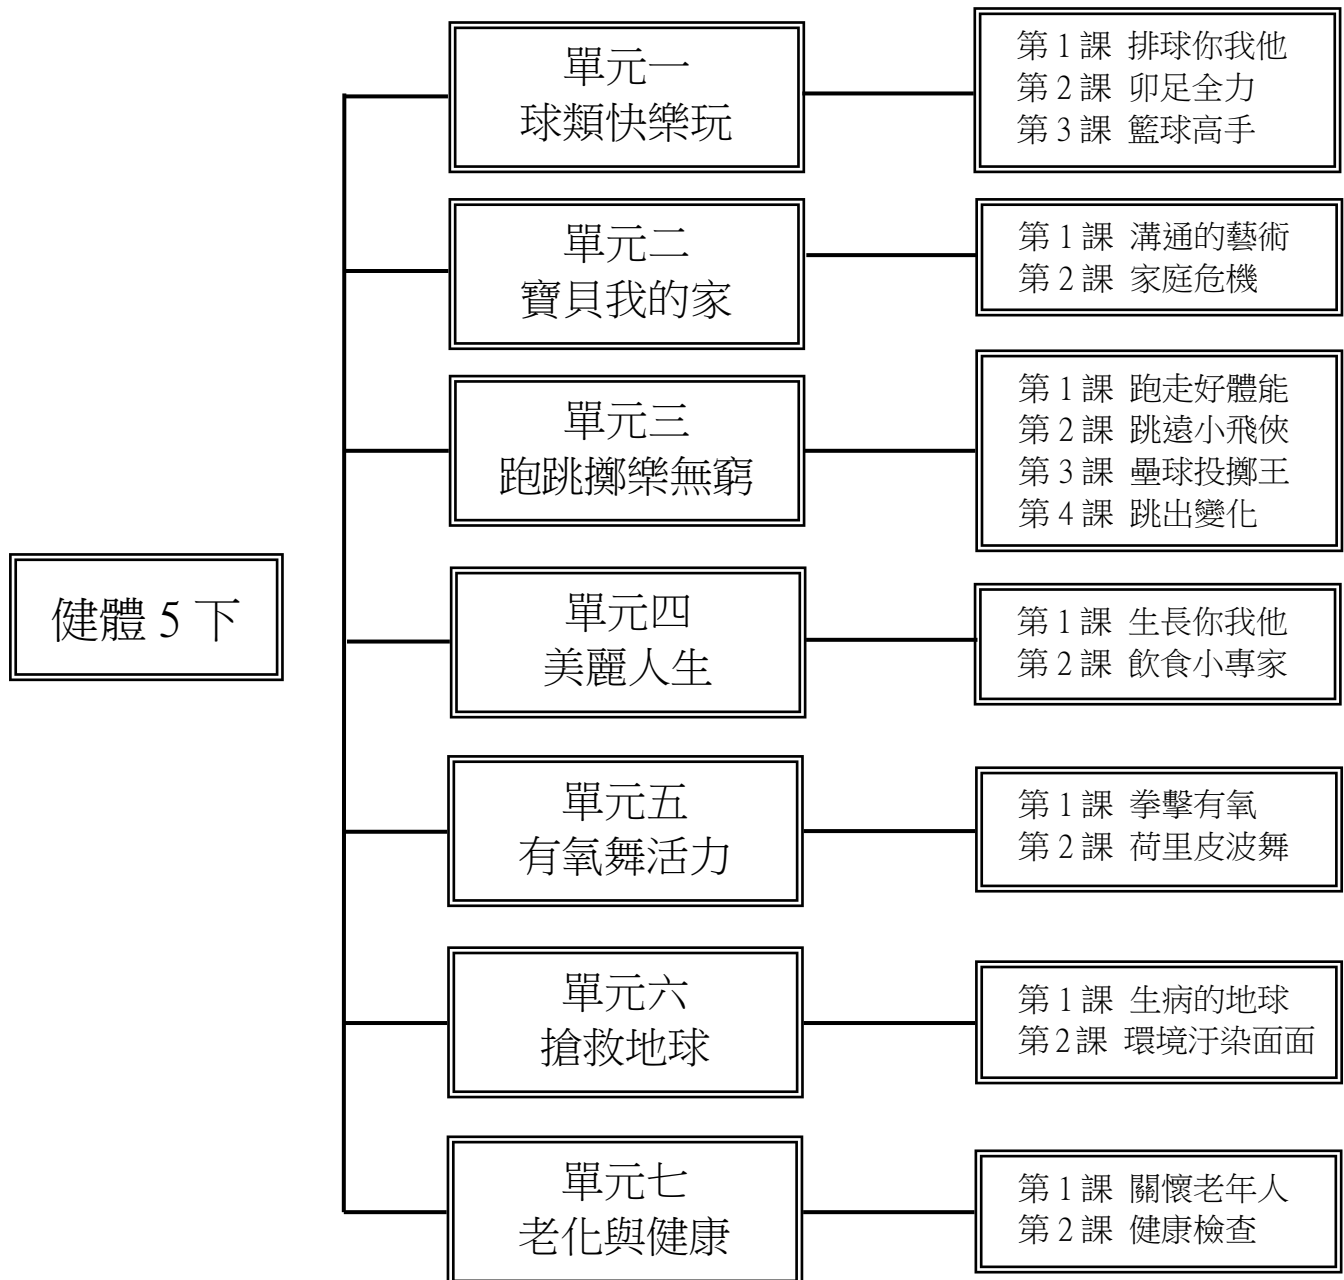 單元一
球類快樂玩
第 1 課 排球你我他
第 2 課 卯足全力
第 3 課 籃球高手
單元二
寶貝我的家
第 1 課 溝通的藝術
第 2 課 家庭危機
單元三
跑跳擲樂無窮
第 1 課 跑走好體能
第 2 課 跳遠小飛俠
第 3 課 壘球投擲王
第 4 課 跳出變化
健體 5 下
單元四
美麗人生
第 1 課 生長你我他
第 2 課 飲食小專家
單元五
有氧舞活力
第 1 課 拳擊有氧
第 2 課 荷里皮波舞
單元六
搶救地球
第 1 課 生病的地球
第 2 課 環境汙染面面
單元七
老化與健康
第 1 課 關懷老年人
第 2 課 健康檢查